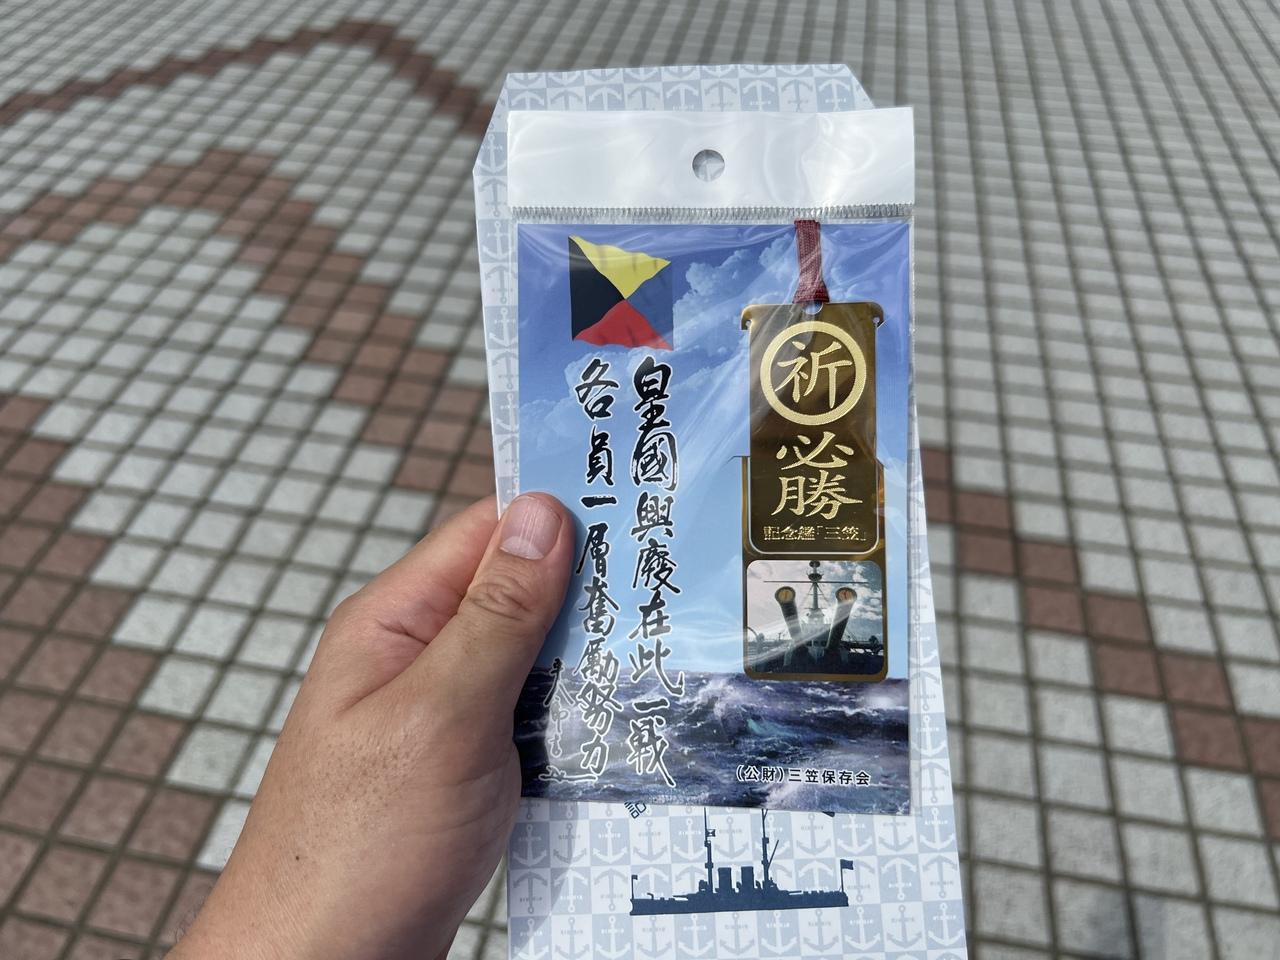 皇國興廢在此一戰
各員一層奮勵努力
祈
必勝
記念艦「三笠」
(公財)三笠保存会
記